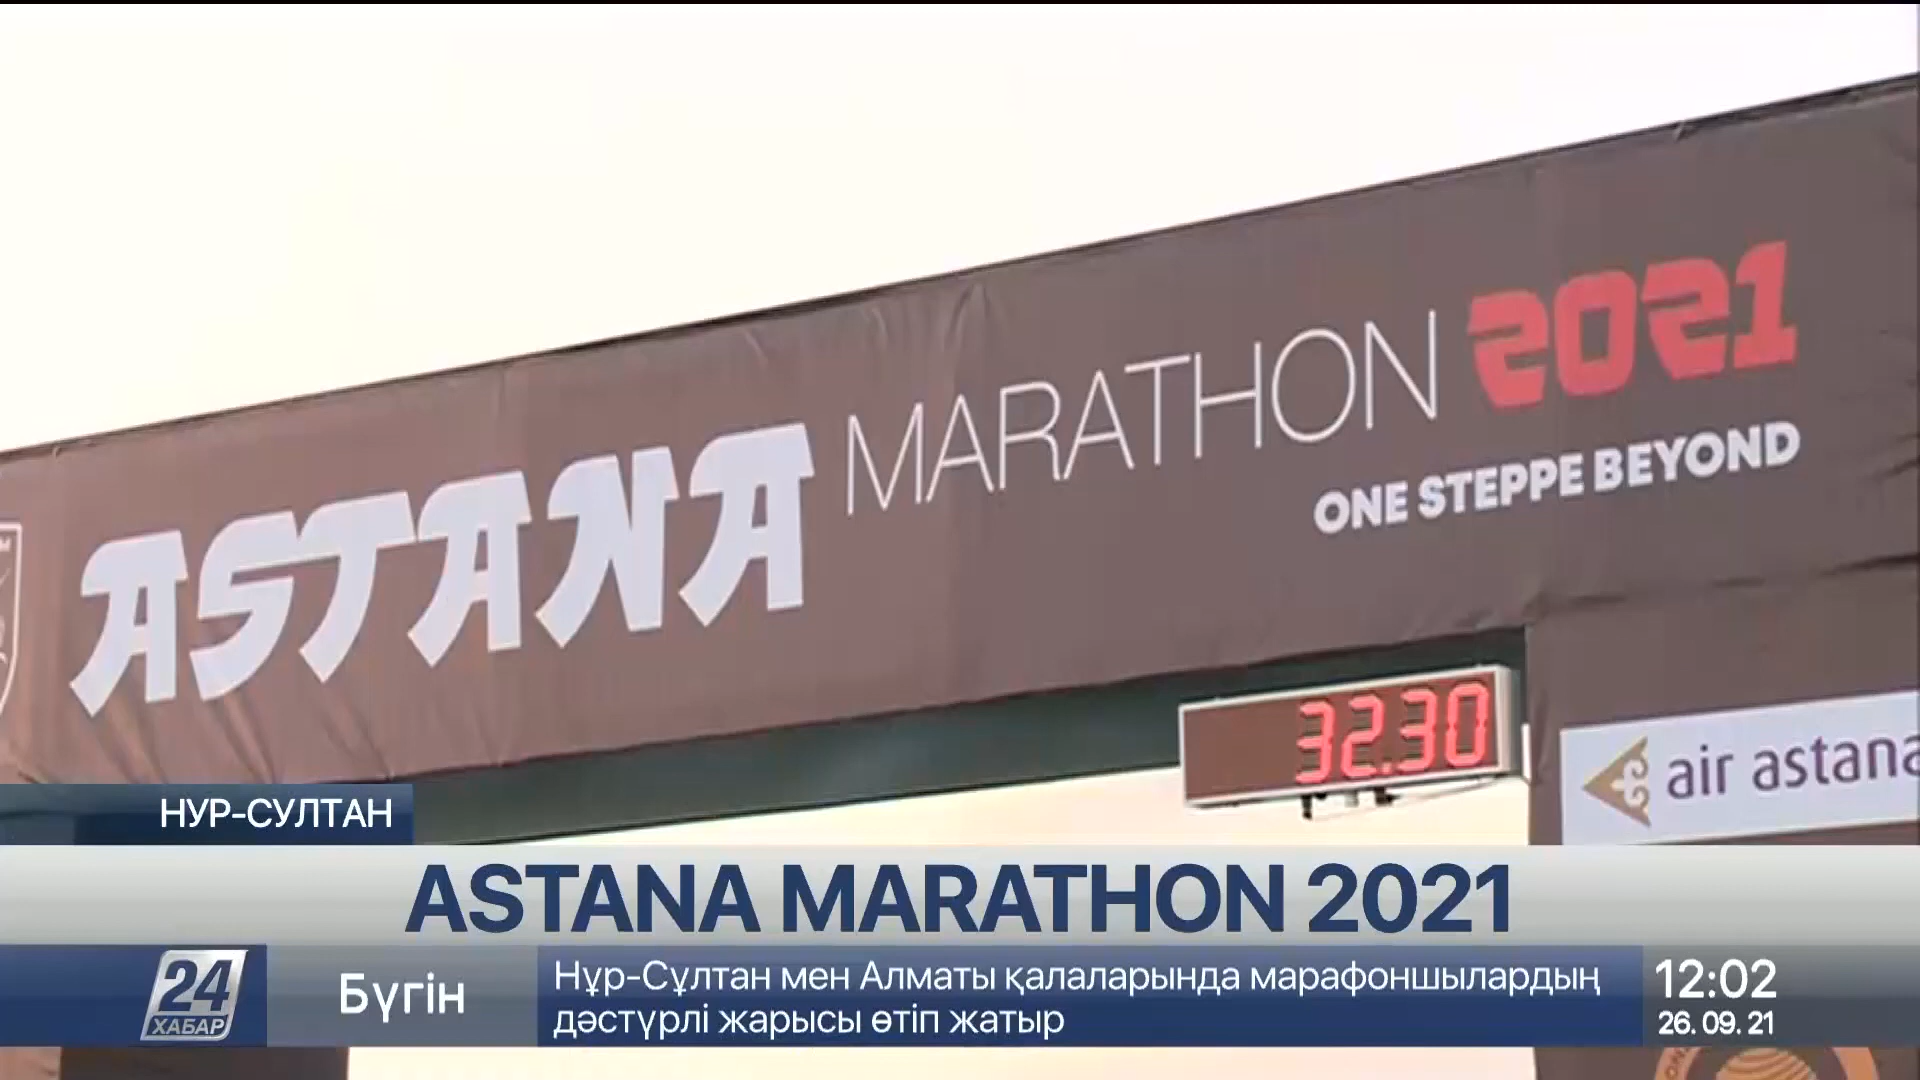 ASTANA MARATHON 2021
ONE STEPPE BEYOND
32.30
air astana
НУР-СУЛТАН
ASTANA MARATHON 2021
24
ХАБАР
Бүгін
Нұр-Сұлтан мен Алматы қалаларында марафоншылардың
дәстүрлі жарысы өтіп жатыр
12:02
26. 09. 21